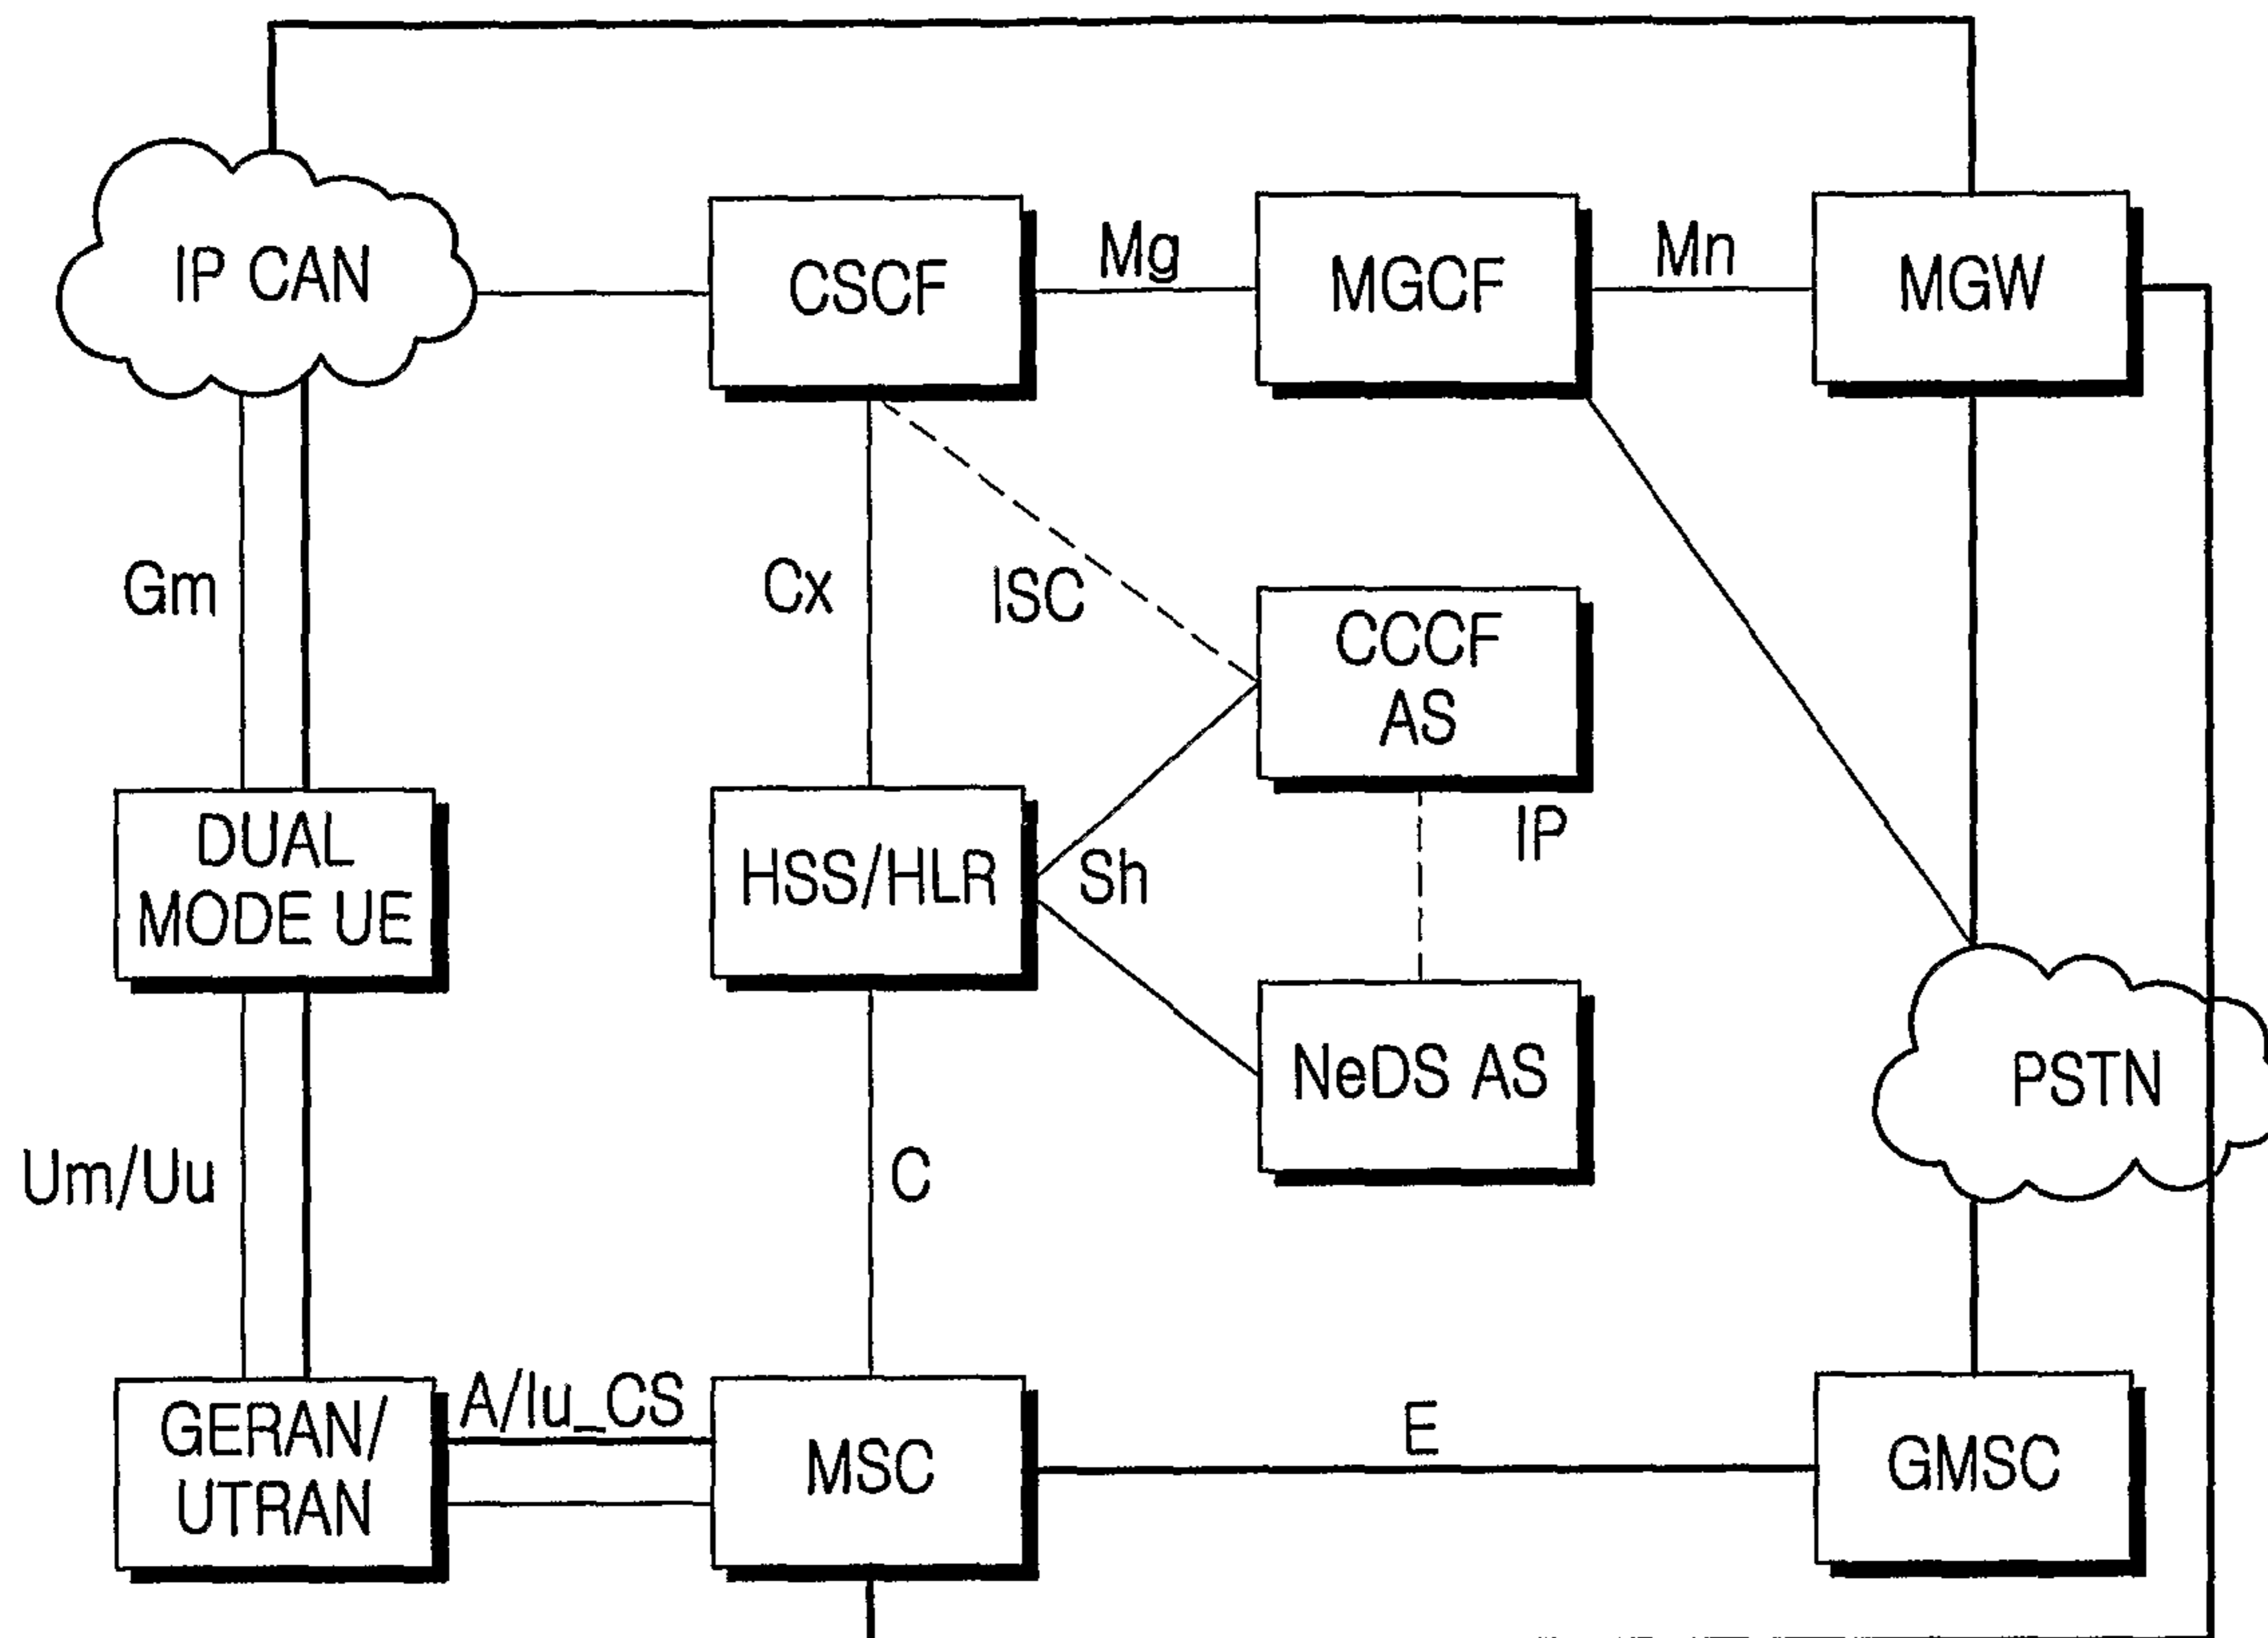 IP CAN
CSCF
Mg
MGCF
Mn
MGW
Gm
Cx
ISC
CCCF
AS
IP
DUAL
MODE UE
HSS/HLR
Sh
NeDS AS
PSTN
Um/Uu
C
GERAN/
UTRAN
A/Iu_CS
MSC
E
GMSC